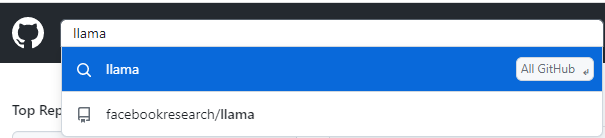 llama
llama All GitHub
Top Rep
facebookresearch/llama